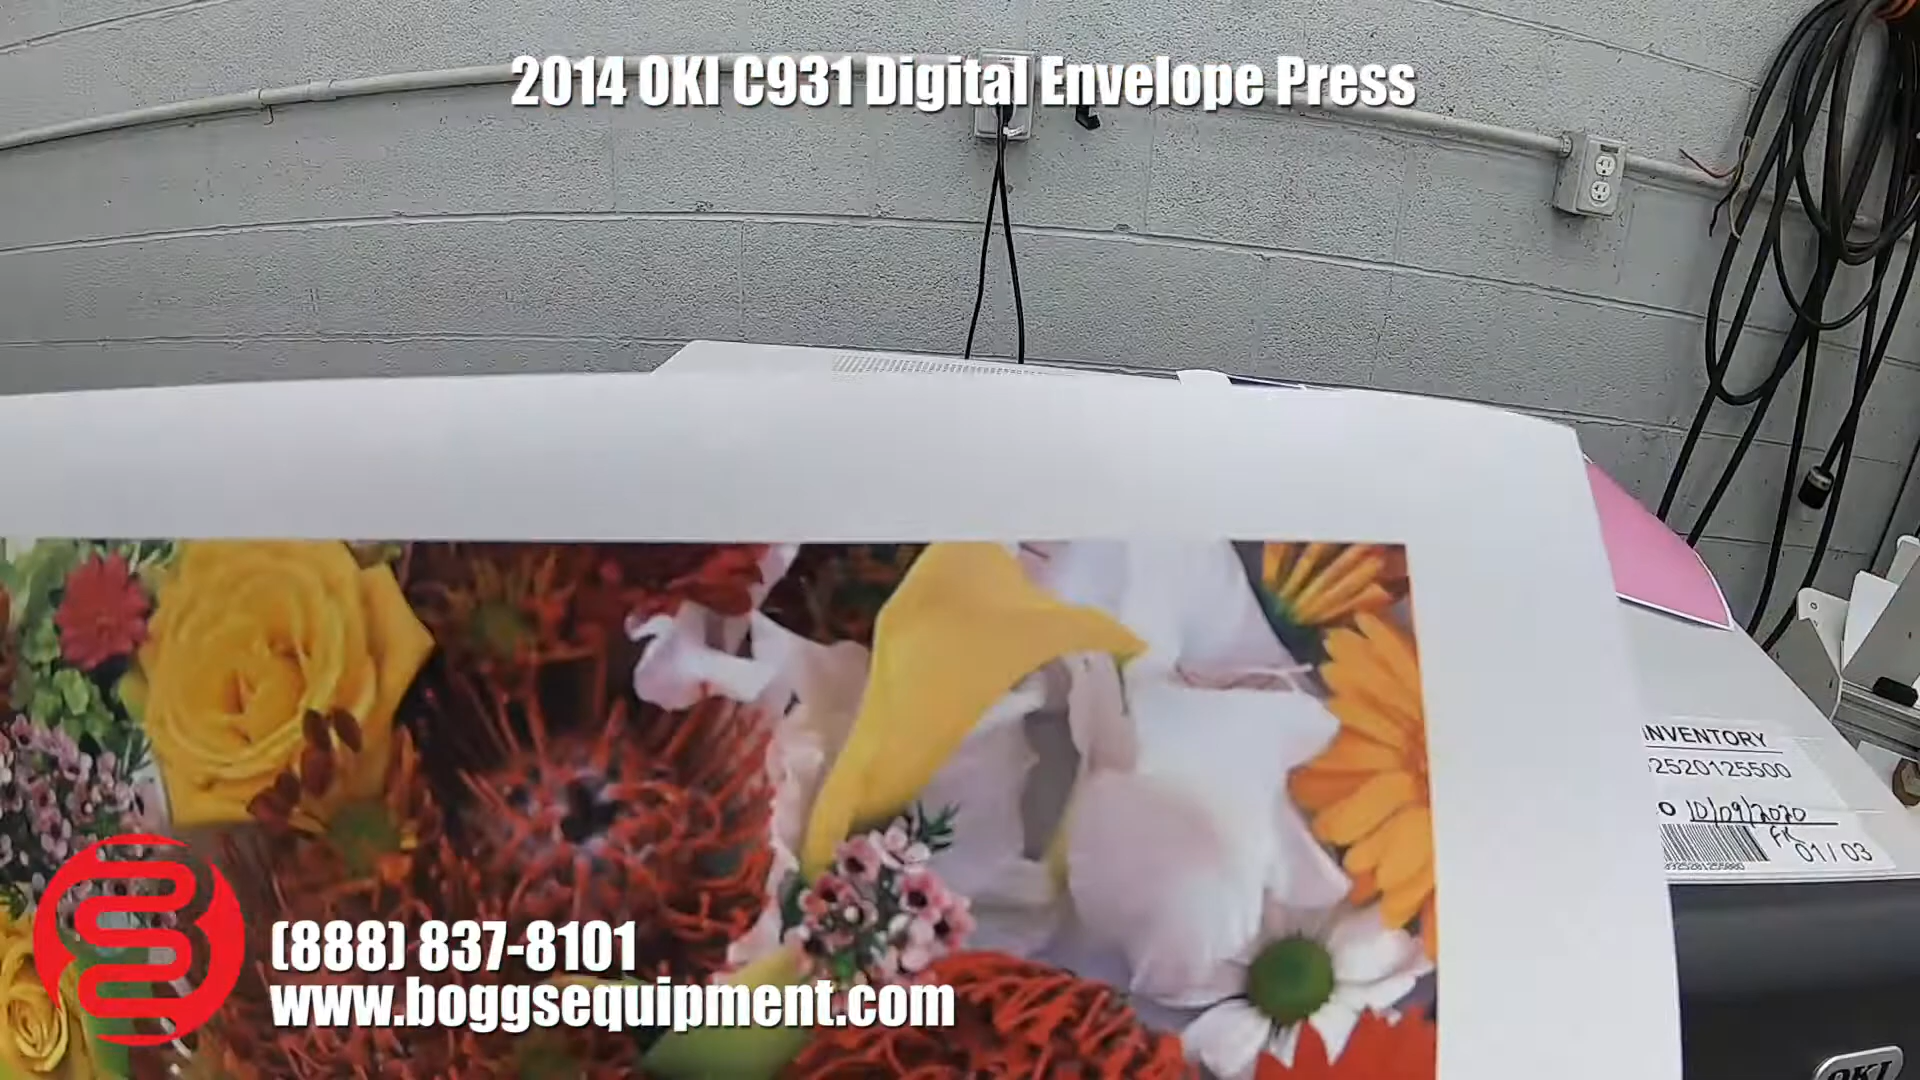 2014 OKI C931 Digital Envelope Press
INVENTORY
2520125500
O 10/09/2020
FK
01/03
(888) 837-8101
www.boggsequipment.com
OKI